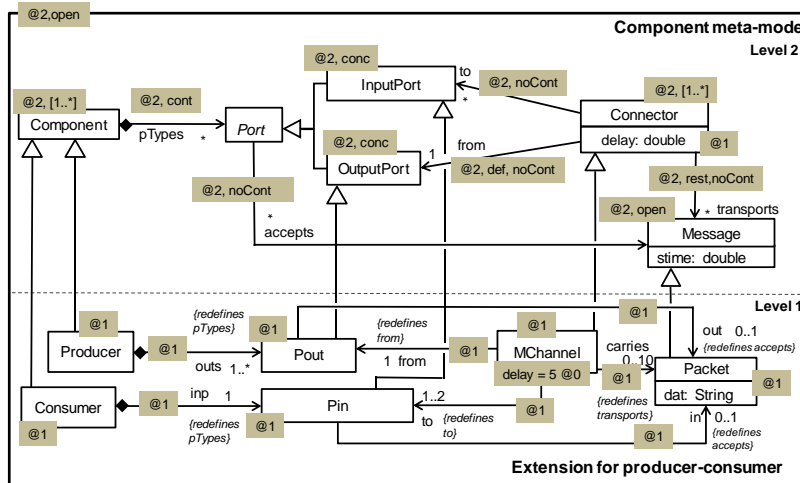 @2,open
Component meta-mode
Level 2
@2, conc
InputPort
to
*
@2, noCont
@2, [1..*]
Connector
delay: double
@1
@2, [1..*]
Component
@2, cont
pTypes
*
Port
@2, conc
OutputPort
1
from
@2, def, noCont
@2, rest,noCont
* transports
@2, noCont
*
accepts
@2, open
Message
stime: double
Level 1
@1
Producer
@1
{redefines
pTypes}
outs 1..*
@1
Pout
{redefines
from}
1 from
@1
@1
MChannel
delay = 5 @0
@1
out 0..1
{redefines accepts}
carries
0..10
@1
{redefines
transports}
Packet
dat: String
@1
Consumer
@1
@1
inp 1
{redefines
pTypes}
Pin
@1
1..2
to
{redefines
to}
@1
@1
in 0..1
{redefines
accepts}
Extension for producer-consumer